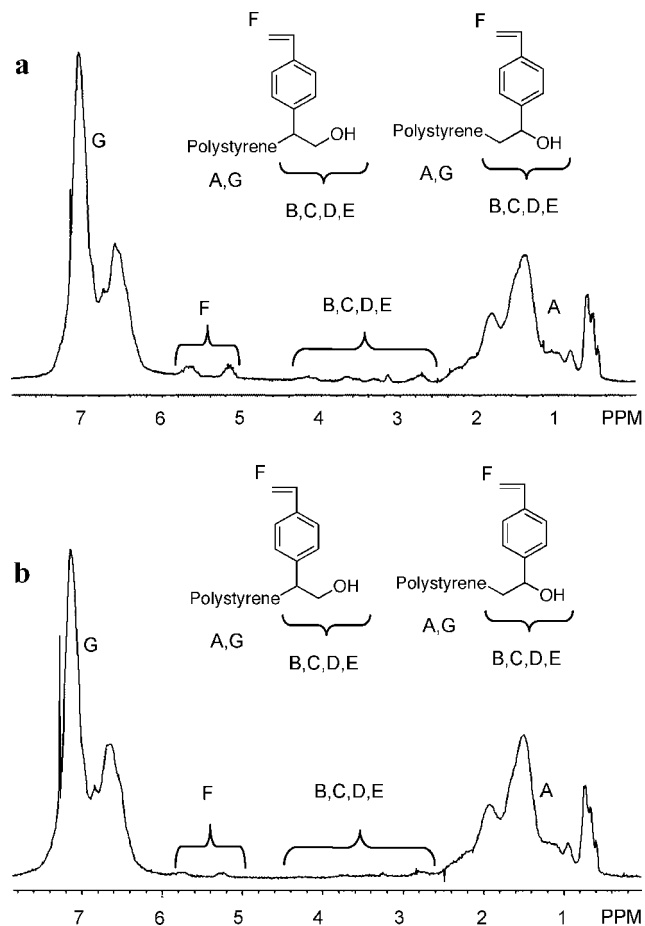 a
F
OH
Polystyrene
A,G
B,C,D,E
F
OH
Polystyrene
A,G
B,C,D,E
G
F
B,C,D,E
A
7 6 5 4 3 2 1 PPM
b
F
OH
Polystyrene
A,G
B,C,D,E
F
OH
Polystyrene
A,G
B,C,D,E
G
F
B,C,D,E
A
7 6 5 4 3 2 1 PPM